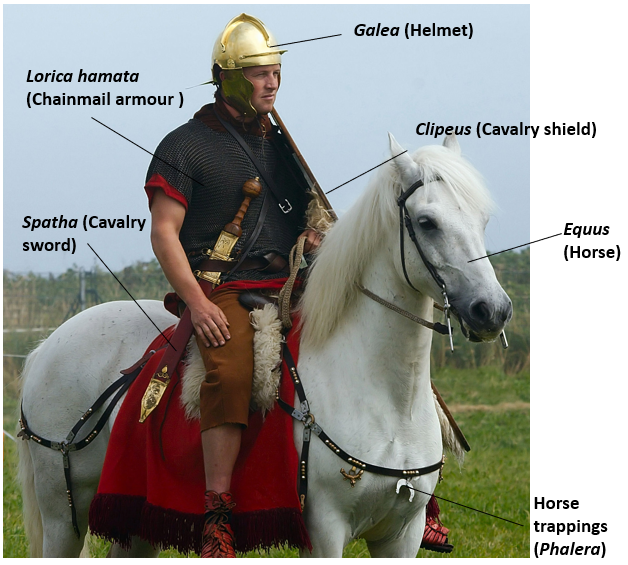 Galea (Helmet)
Lorica hamata
(Chainmail armour )
Clipeus (Cavalry shield)
Spatha (Cavalry
sword)
Equus
(Horse)
Horse
trappings
(Phalera)